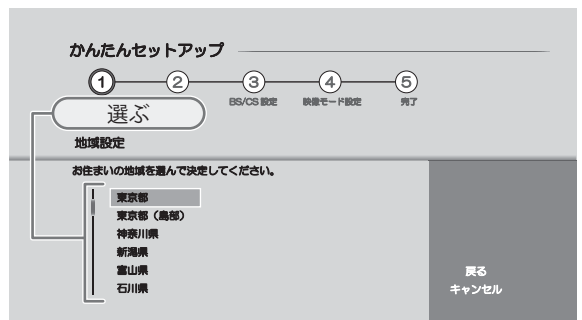 かんたんセットアップ
1 2 3 4 5
BS/CS 設定 映像モード設定 完了
選ぶ
地域設定
お住まいの地域を選んで決定してください。
東京都
東京都（島部）
神奈川県
新潟県
富山県
石川県
戻る
キャンセル